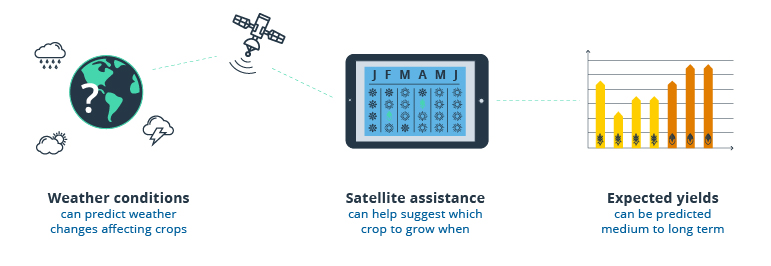 ?
J F M A M J
Weather conditions
can predict weather
changes affecting crops
Satellite assistance
can help suggest which
crop to grow when
Expected yields
can be predicted
medium to long term